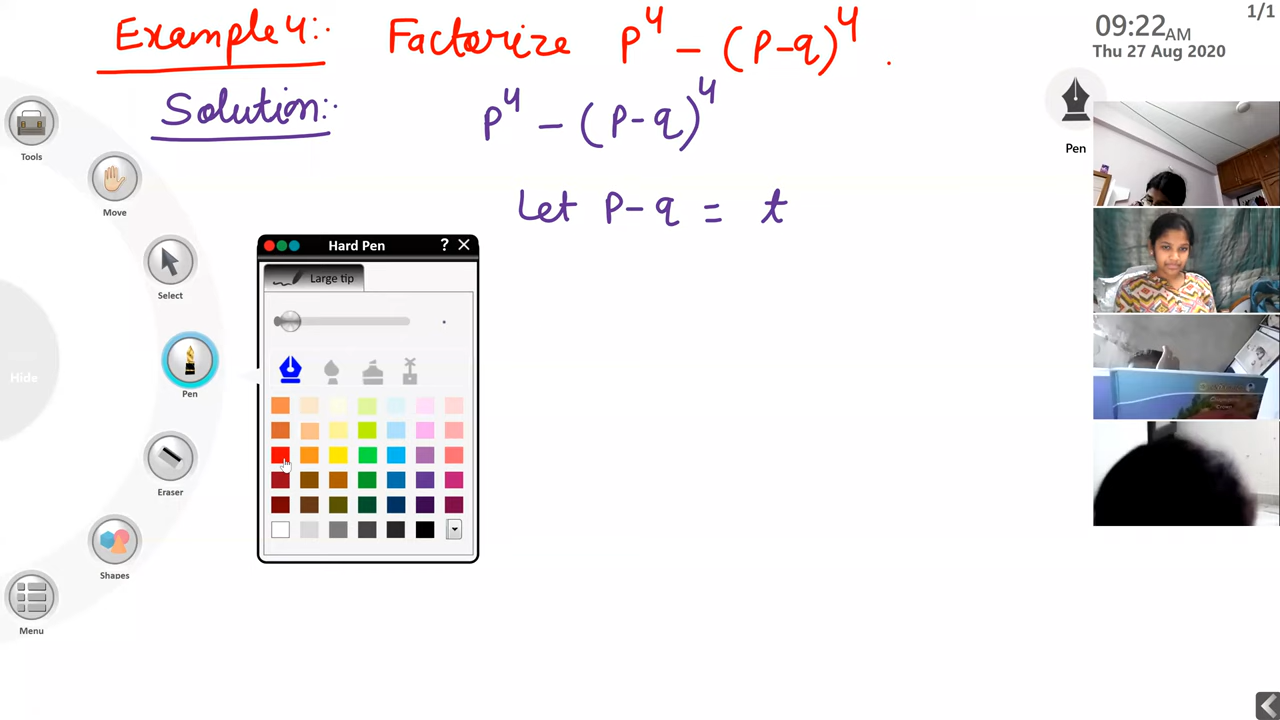 Example 4:. Factorize P⁴ - (P-q)⁴.
Solution:. P⁴ - (P-q)⁴
Let P-q = t
1/1
09:22AM
Thu 27 Aug 2020
Pen
Tools
Move
Select
Pen
Eraser
Shapes
Menu
Hide
Hard Pen ?
Large tip